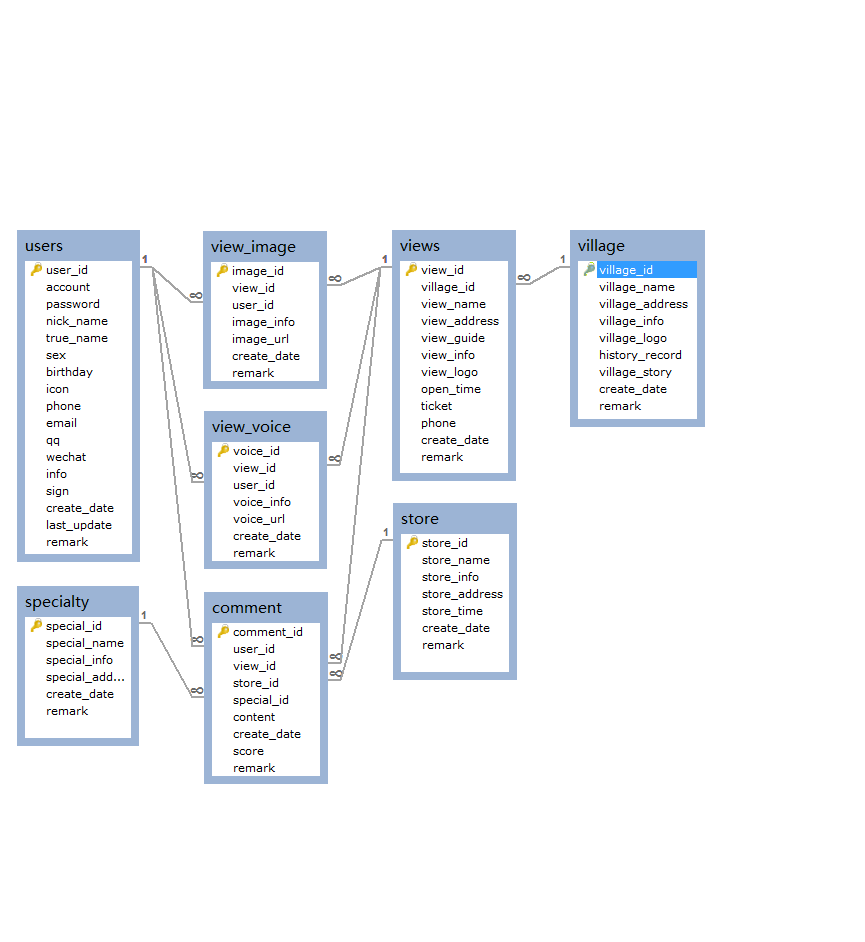 users
user_id
account
password
nick_name
true_name
sex
birthday
icon
phone
email
qq
wechat
info
sign
create_date
last_update
remark
1
view_image
image_id
view_id
user_id
image_info
image_url
create_date
remark
∞
∞
views
view_id
village_id
view_name
view_address
view_guide
view_info
view_logo
open_time
ticket
phone
create_date
remark
1
∞
village
village_id
village_name
village_address
village_info
village_logo
history_record
village_story
create_date
remark
1
view_voice
voice_id
view_id
user_id
voice_info
voice_url
create_date
remark
∞
∞
store
store_id
store_name
store_info
store_address
store_time
create_date
remark
1
specialty
special_id
special_name
special_info
special_add...
create_date
remark
1
comment
comment_id
user_id
view_id
store_id
special_id
content
create_date
score
remark
∞
∞
∞
∞